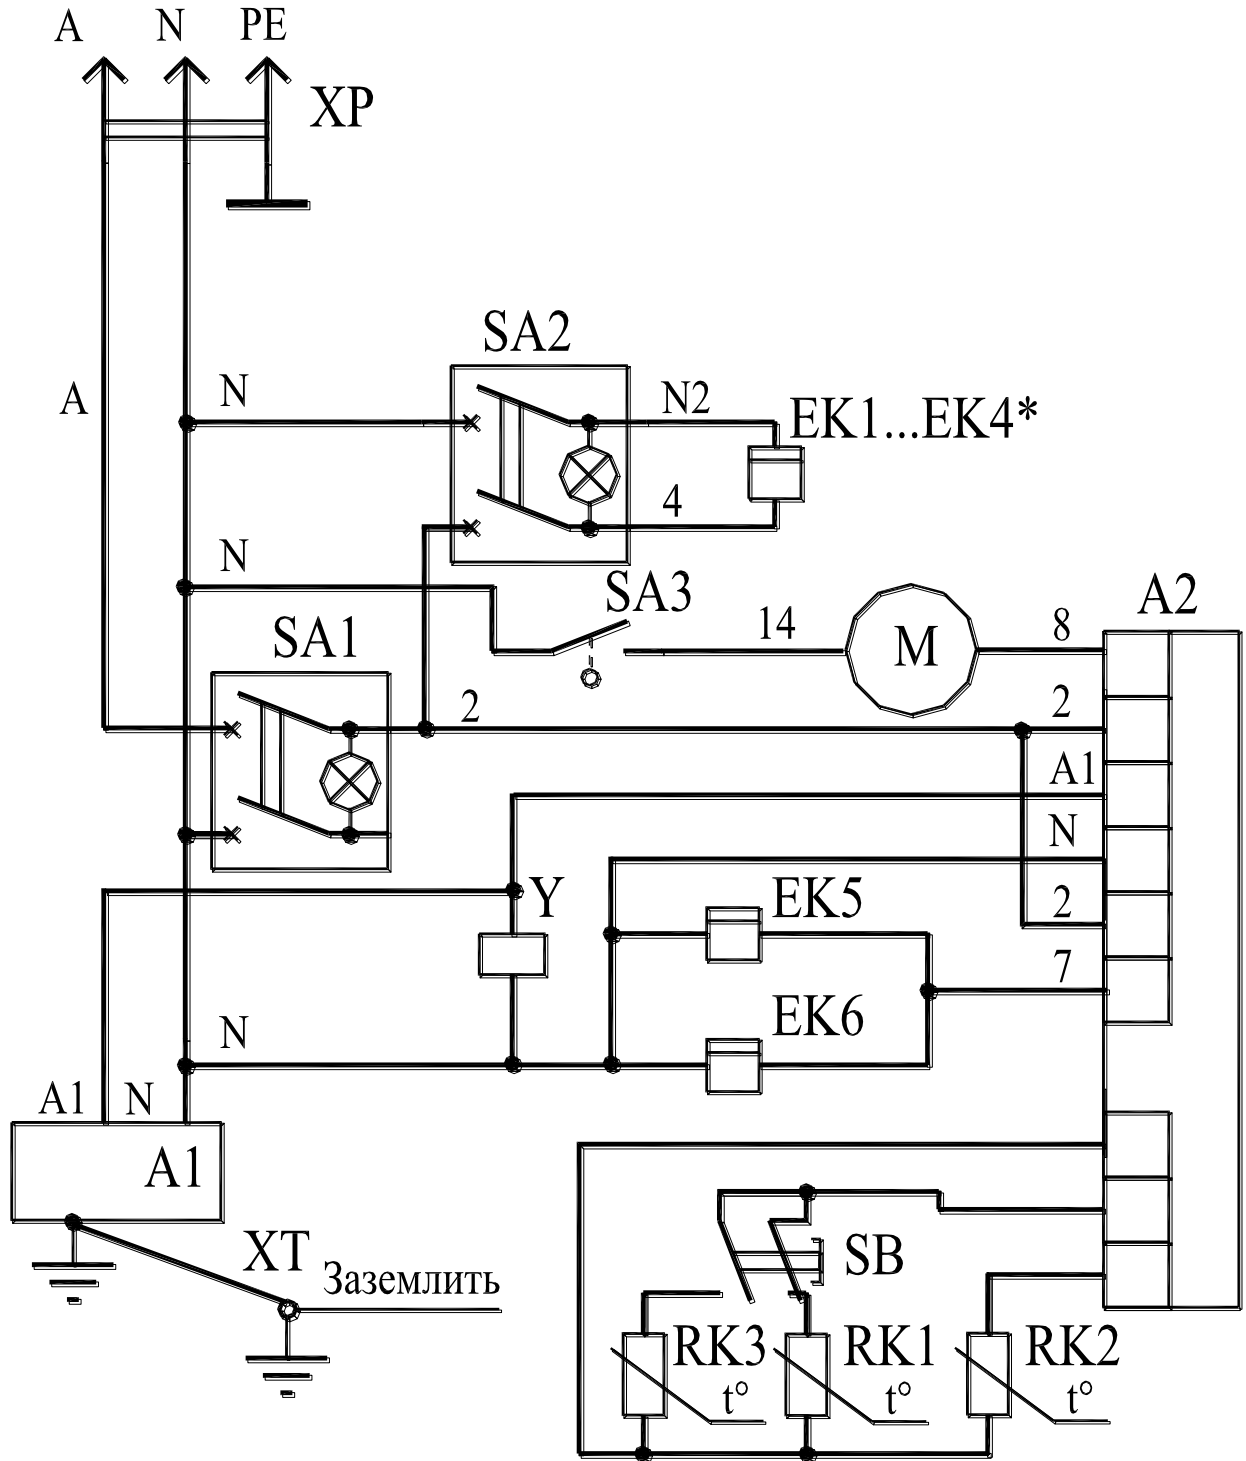 A N PE
XP
SA2
A N N2 EK1...EK4*
4
N SA3 A2
SA1 14 M 8
2 2
A1
N
Y EK5 2
7
N EK6
A1 N
A1
XT SB
Заземлить
RK3 RK1 RK2
t° t° t°